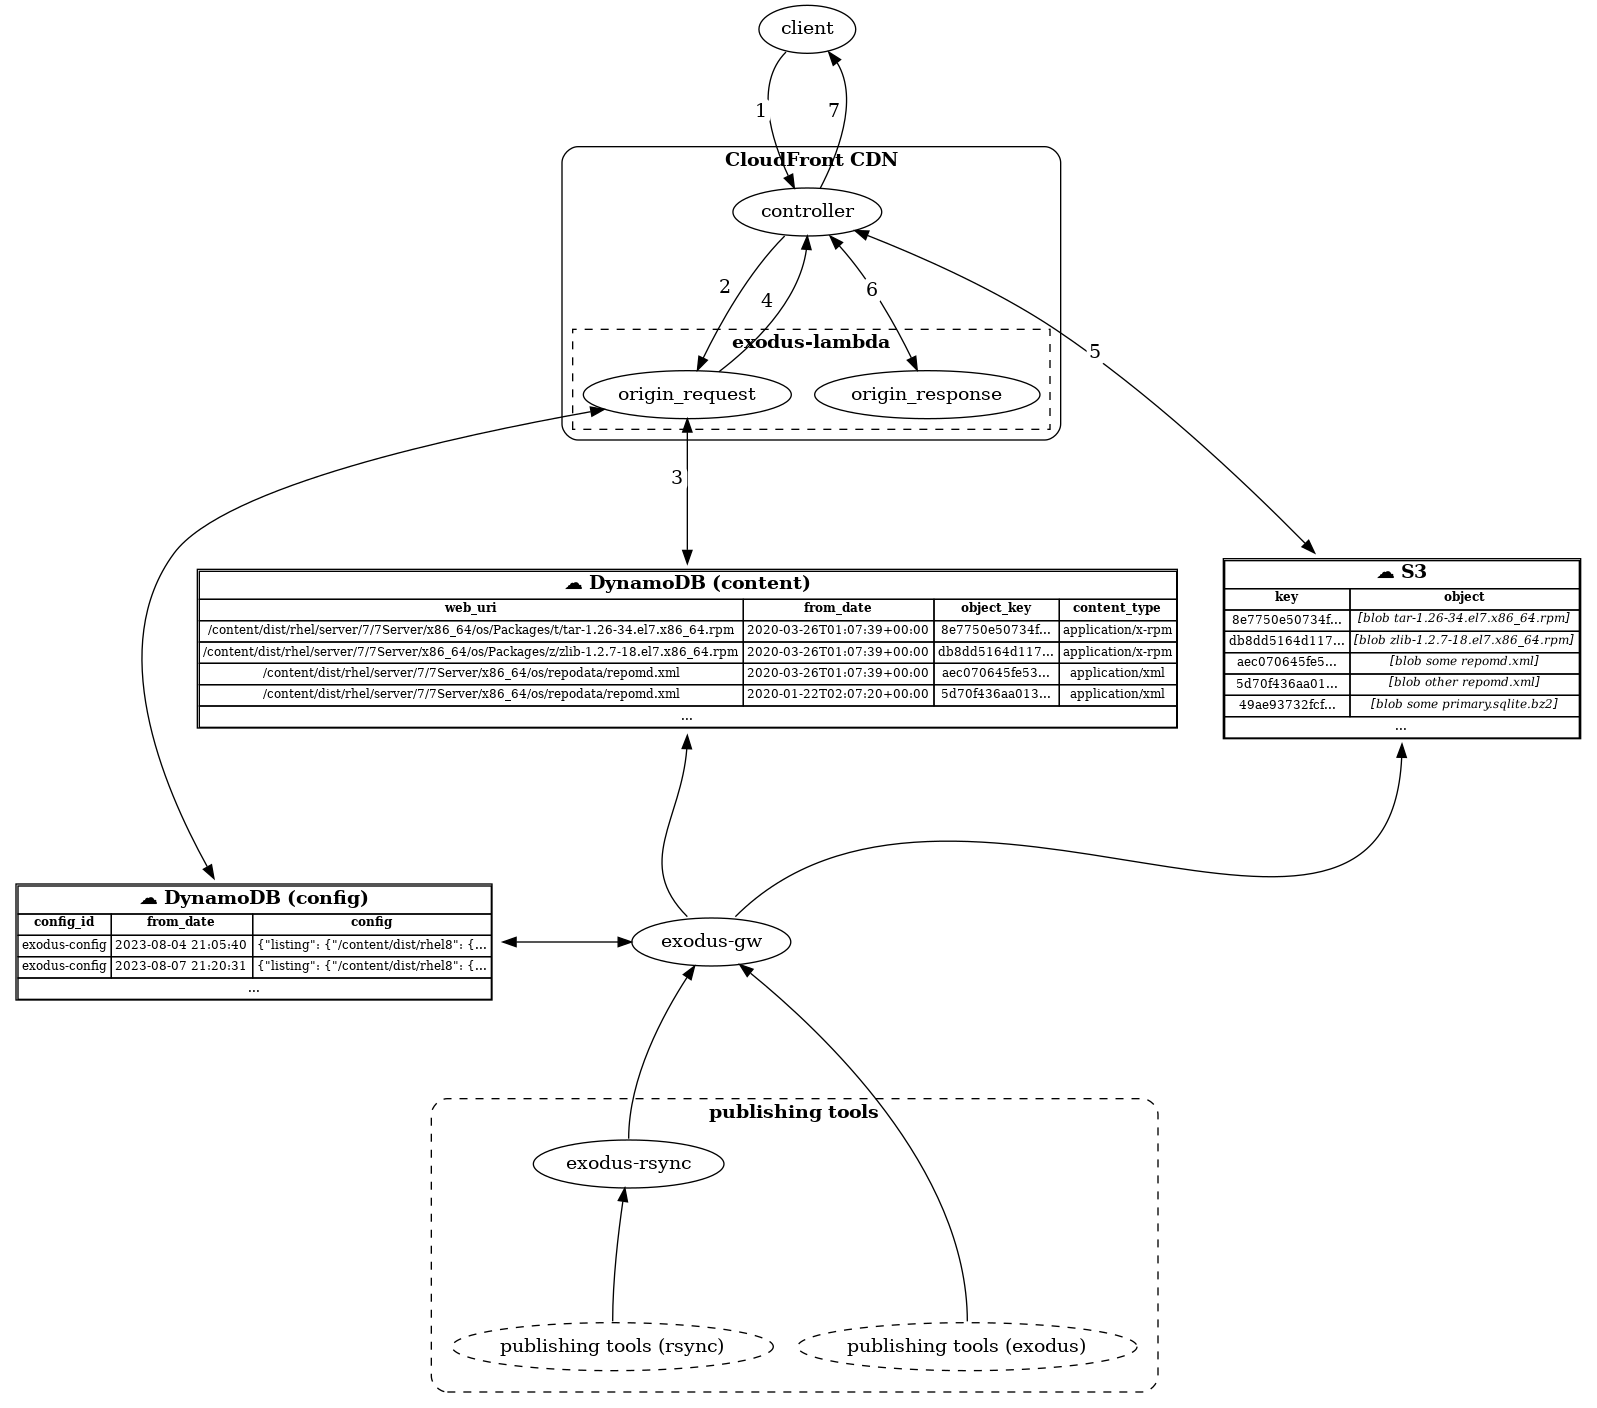 client
1
7
CloudFront CDN
controller
2
4
6
5
exodus-lambda
origin_request
origin_response
3
☁ DynamoDB (content)
web_uri from_date object_key content_type
/content/dist/rhel/server/7/7Server/x86_64/os/Packages/t/tar-1.26-34.el7.x86_64.rpm 2020-03-26T01:07:39+00:00 8e7750e50734f... application/x-rpm
/content/dist/rhel/server/7/7Server/x86_64/os/Packages/z/zlib-1.2.7-18.el7.x86_64.rpm 2020-03-26T01:07:39+00:00 db8dd5164d117... application/x-rpm
/content/dist/rhel/server/7/7Server/x86_64/os/repodata/repomd.xml 2020-03-26T01:07:39+00:00 aec070645fe53... application/xml
/content/dist/rhel/server/7/7Server/x86_64/os/repodata/repomd.xml 2020-01-22T02:07:20+00:00 5d70f436aa013... application/xml
...
☁ S3
key object
8e7750e50734f... [blob tar-1.26-34.el7.x86_64.rpm]
db8dd5164d117... [blob zlib-1.2.7-18.el7.x86_64.rpm]
aec070645fe5... [blob some repomd.xml]
5d70f436aa01... [blob other repomd.xml]
49ae93732fcf... [blob some primary.sqlite.bz2]
...
☁ DynamoDB (config)
config_id from_date config
exodus-config 2023-08-04 21:05:40 {"listing": {"/content/dist/rhel8": {...
exodus-config 2023-08-07 21:20:31 {"listing": {"/content/dist/rhel8": {...
...
exodus-gw
publishing tools
exodus-rsync
publishing tools (rsync)
publishing tools (exodus)